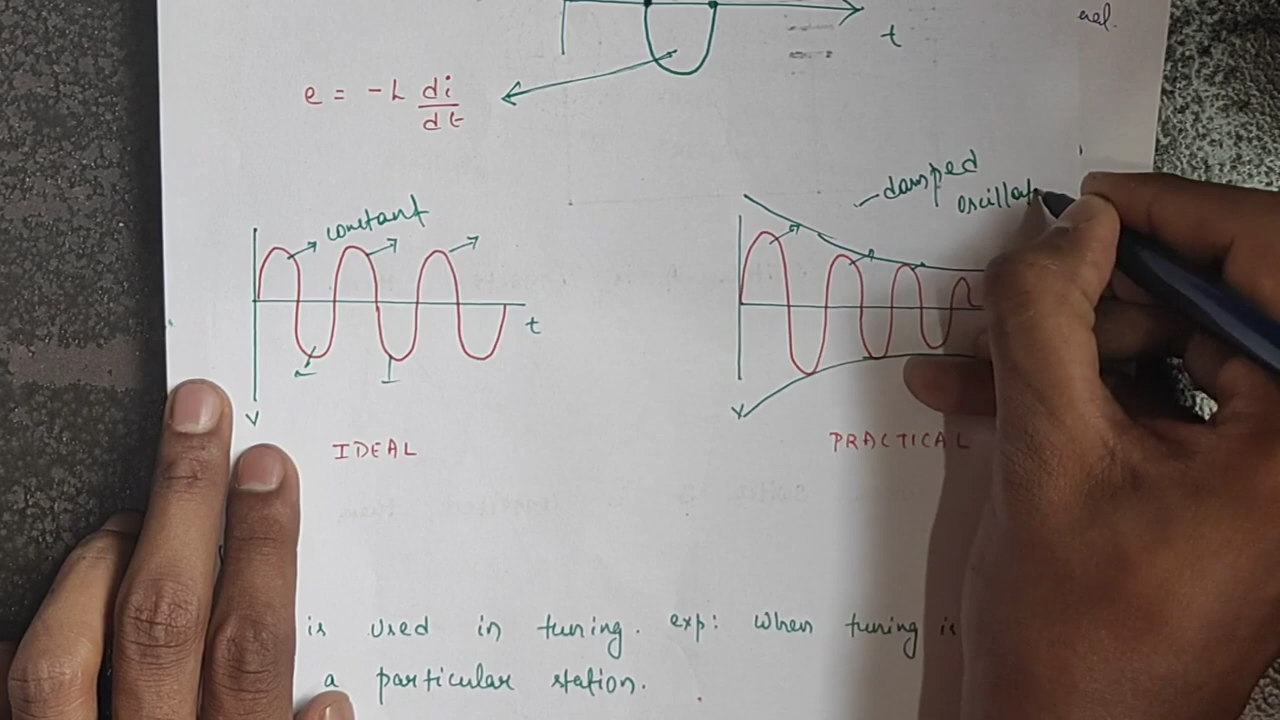 t
e = -L di/dt
constant
damped
oscillat
t
V
V
IDEAL
PRACTICAL
is used in tuning. exp: when tuning is
a particular station.